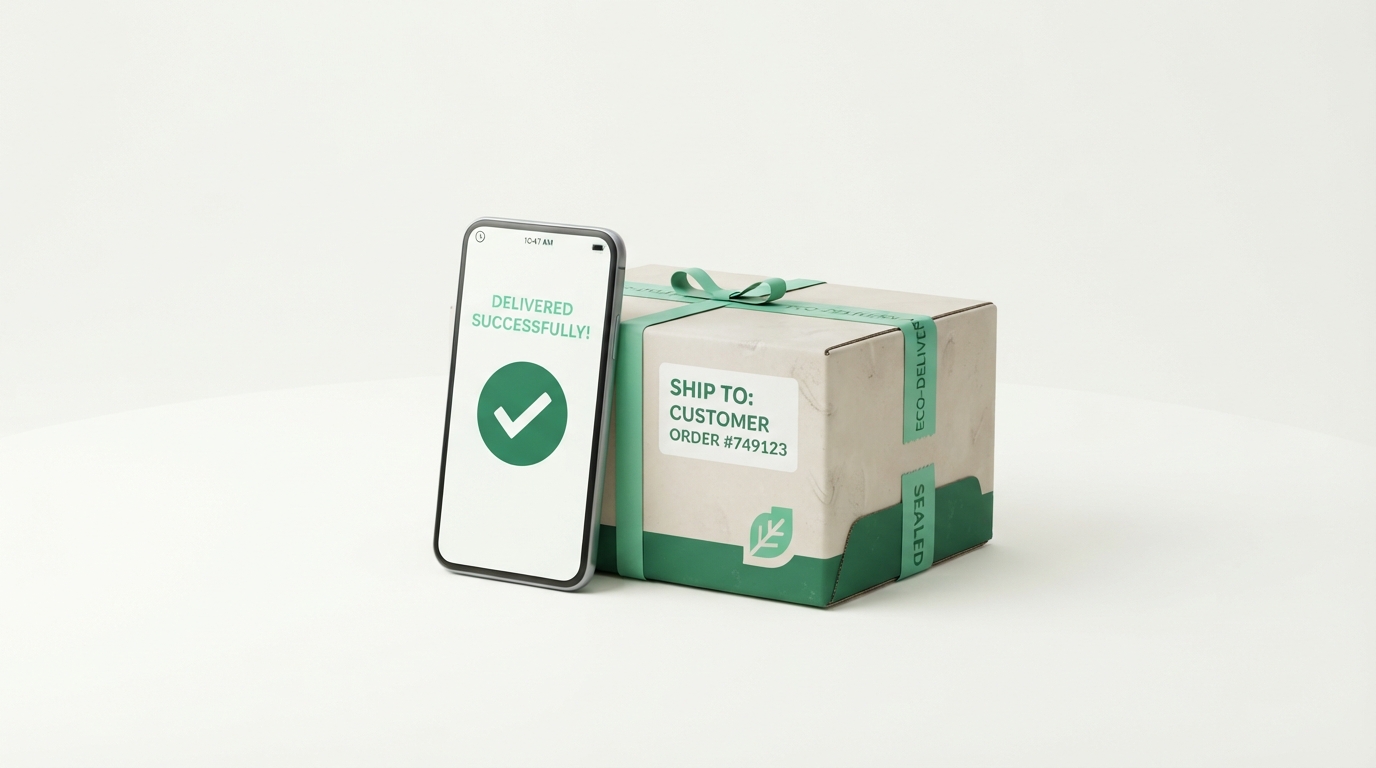 10:47 AM
DELIVERED
SUCCESSFULLY!
SHIP TO:
CUSTOMER
ORDER #749123
ECO-DELIVER
SEALED